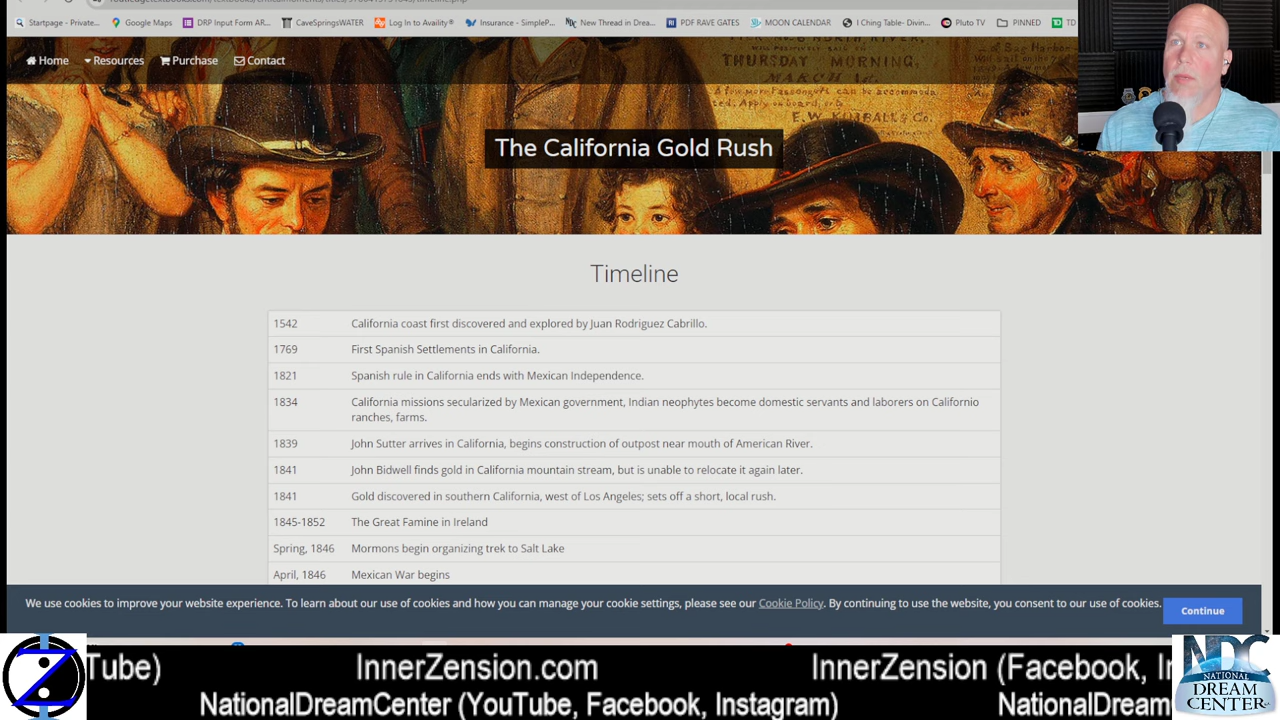 Startpage - Private... Google Maps DRP Input Form AR... CaveSpringsWATER Log In to Availity® Insurance - SimpleP... New Thread in Drea... PDF RAVE GATES MOON CALENDAR I Ching Table- Divin... Pluto TV PINNED TD
Home Resources Purchase Contact
THURSDAY MORNING,
E.W. KIMBALL & Co.
The California Gold Rush
Timeline
1542 California coast first discovered and explored by Juan Rodriguez Cabrillo.
1769 First Spanish Settlements in California.
1821 Spanish rule in California ends with Mexican Independence.
1834 California missions secularized by Mexican government, Indian neophytes become domestic servants and laborers on Californio
ranches, farms.
1839 John Sutter arrives in California, begins construction of outpost near mouth of American River.
1841 John Bidwell finds gold in California mountain stream, but is unable to relocate it again later.
1841 Gold discovered in southern California, west of Los Angeles; sets off a short, local rush.
1845-1852 The Great Famine in Ireland
Spring, 1846 Mormons begin organizing trek to Salt Lake
April, 1846 Mexican War begins
We use cookies to improve your website experience. To learn about our use of cookies and how you can manage your cookie settings, please see our Cookie Policy. By continuing to use the website, you consent to our use of cookies. Continue
Tube) InnerZension.com InnerZension (Facebook, In
NationalDreamCenter (YouTube, Facebook, Instagram) NationalDream
NDC
NATIONAL
DREAM
CENTER